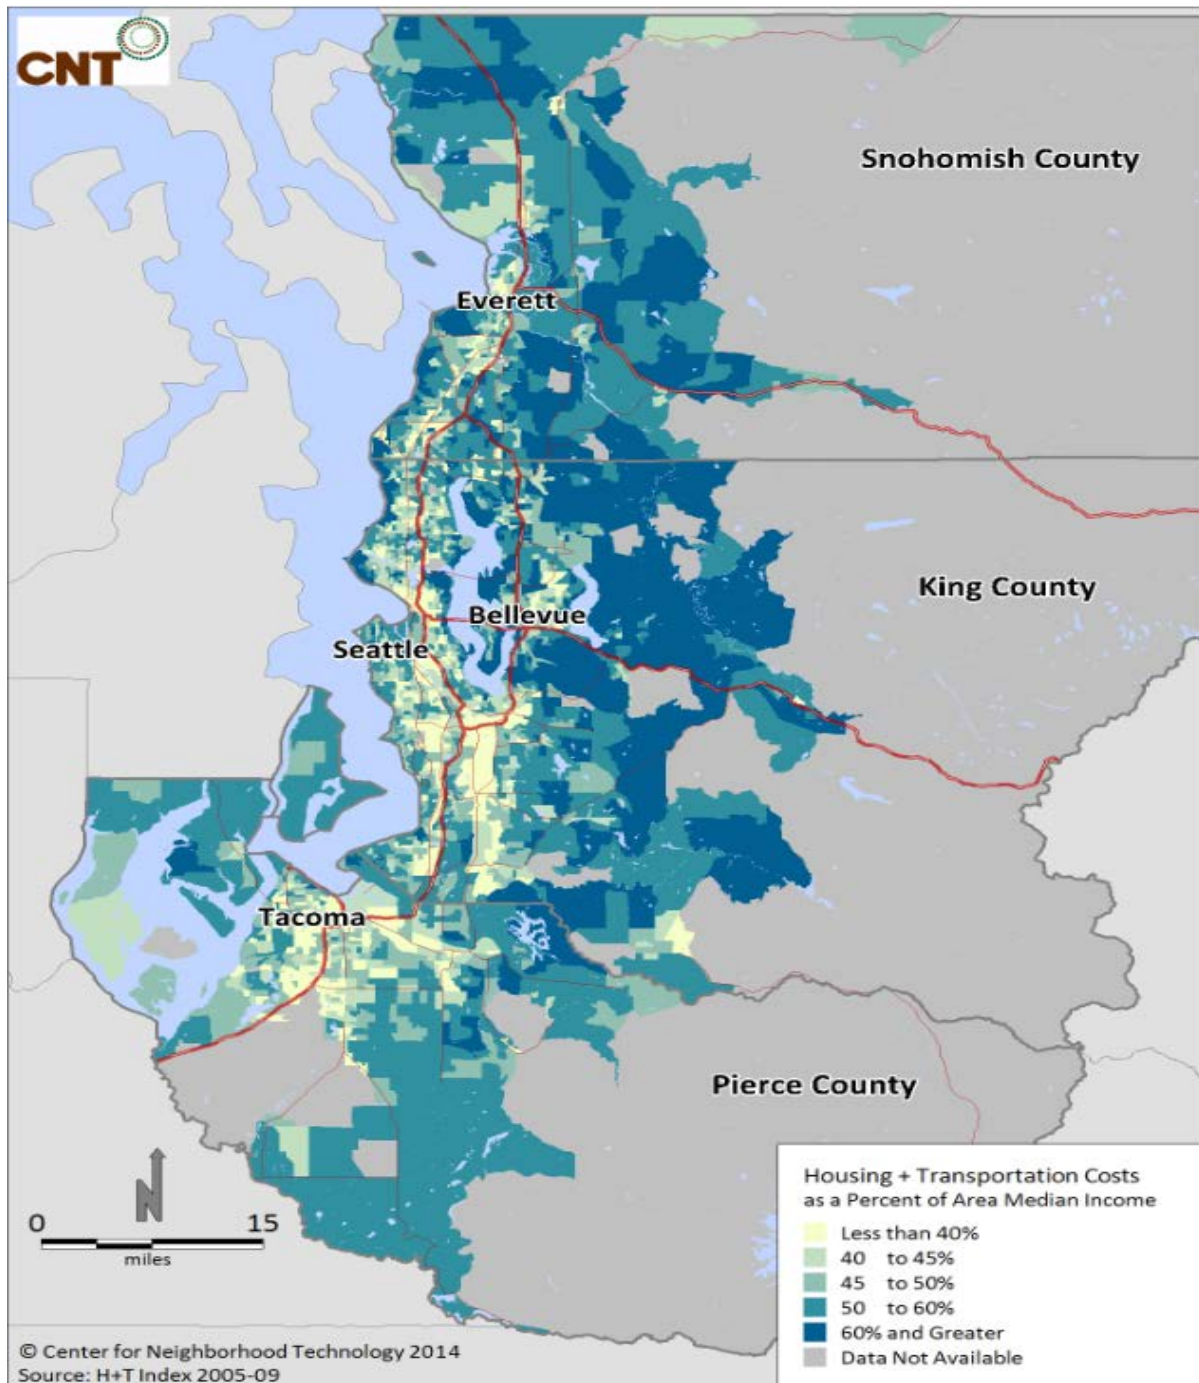 CNT
Snohomish County
Everett
King County
Bellevue
Seattle
Tacoma
Pierce County
N
0 15
miles
Housing + Transportation Costs
as a Percent of Area Median Income
Less than 40%
40 to 45%
45 to 50%
50 to 60%
60% and Greater
Data Not Available
© Center for Neighborhood Technology 2014
Source: H+T Index 2005-09